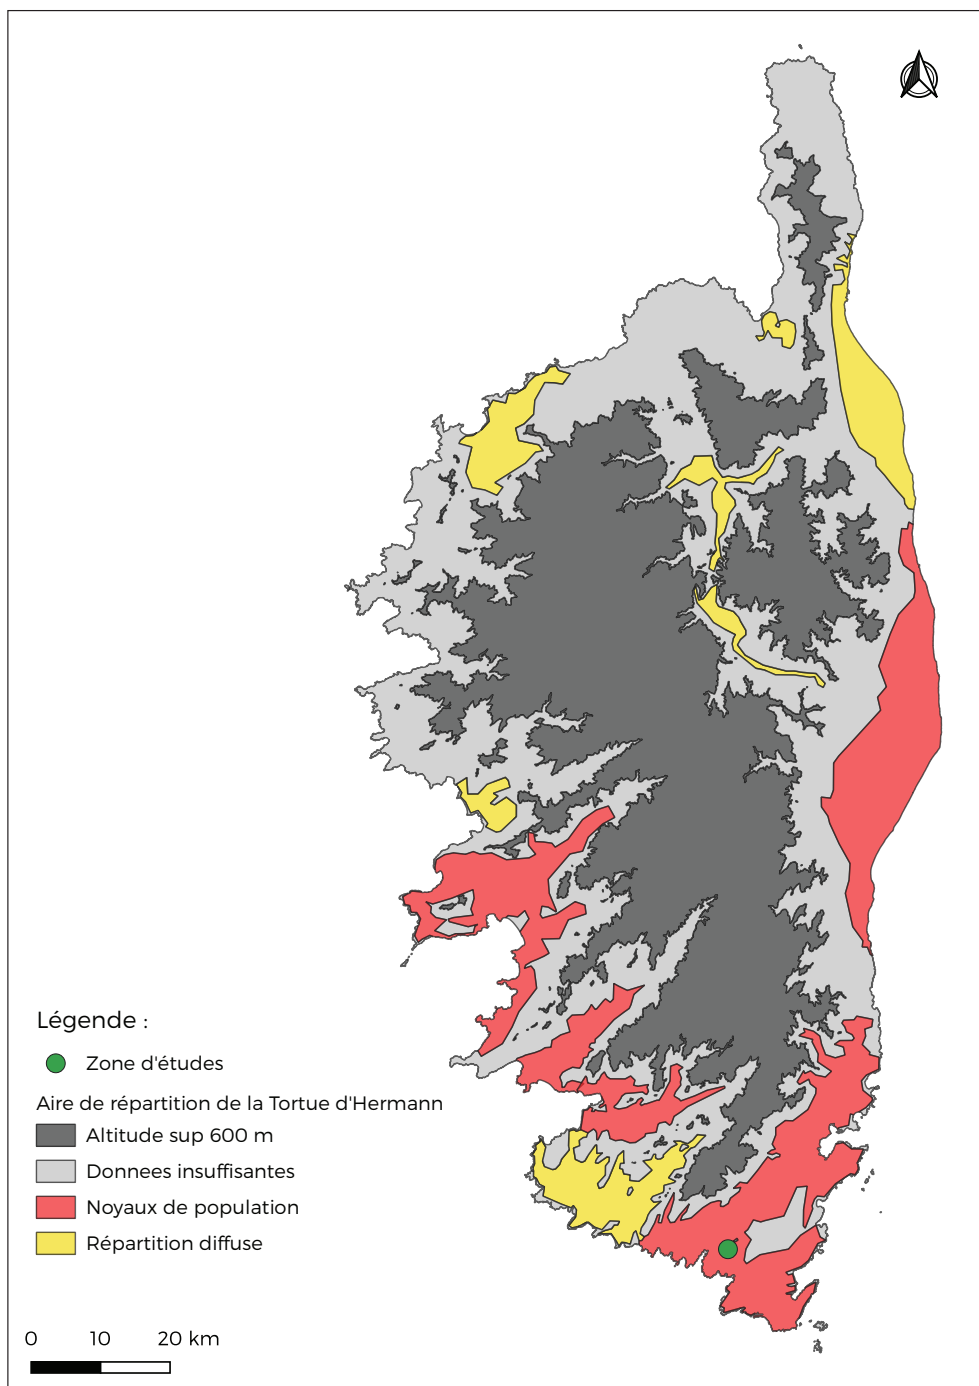 Légende :
Zone d'études
Aire de répartition de la Tortue d'Hermann
Altitude sup 600 m
Donnees insuffisantes
Noyaux de population
Répartition diffuse
0 10 20 km